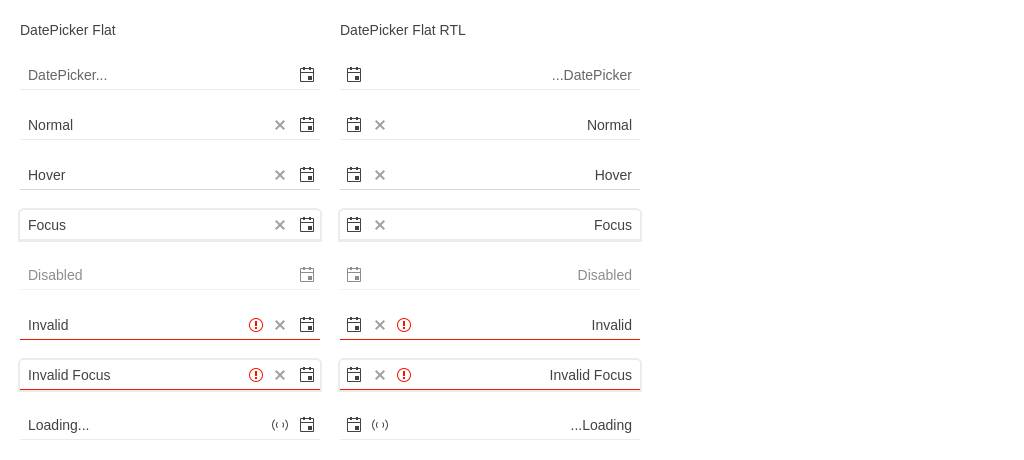 DatePicker Flat
DatePicker Flat RTL
DatePicker...
...DatePicker
Normal
Normal
Hover
Hover
Focus
Focus
Disabled
Disabled
Invalid
Invalid
Invalid Focus
Invalid Focus
Loading...
...Loading